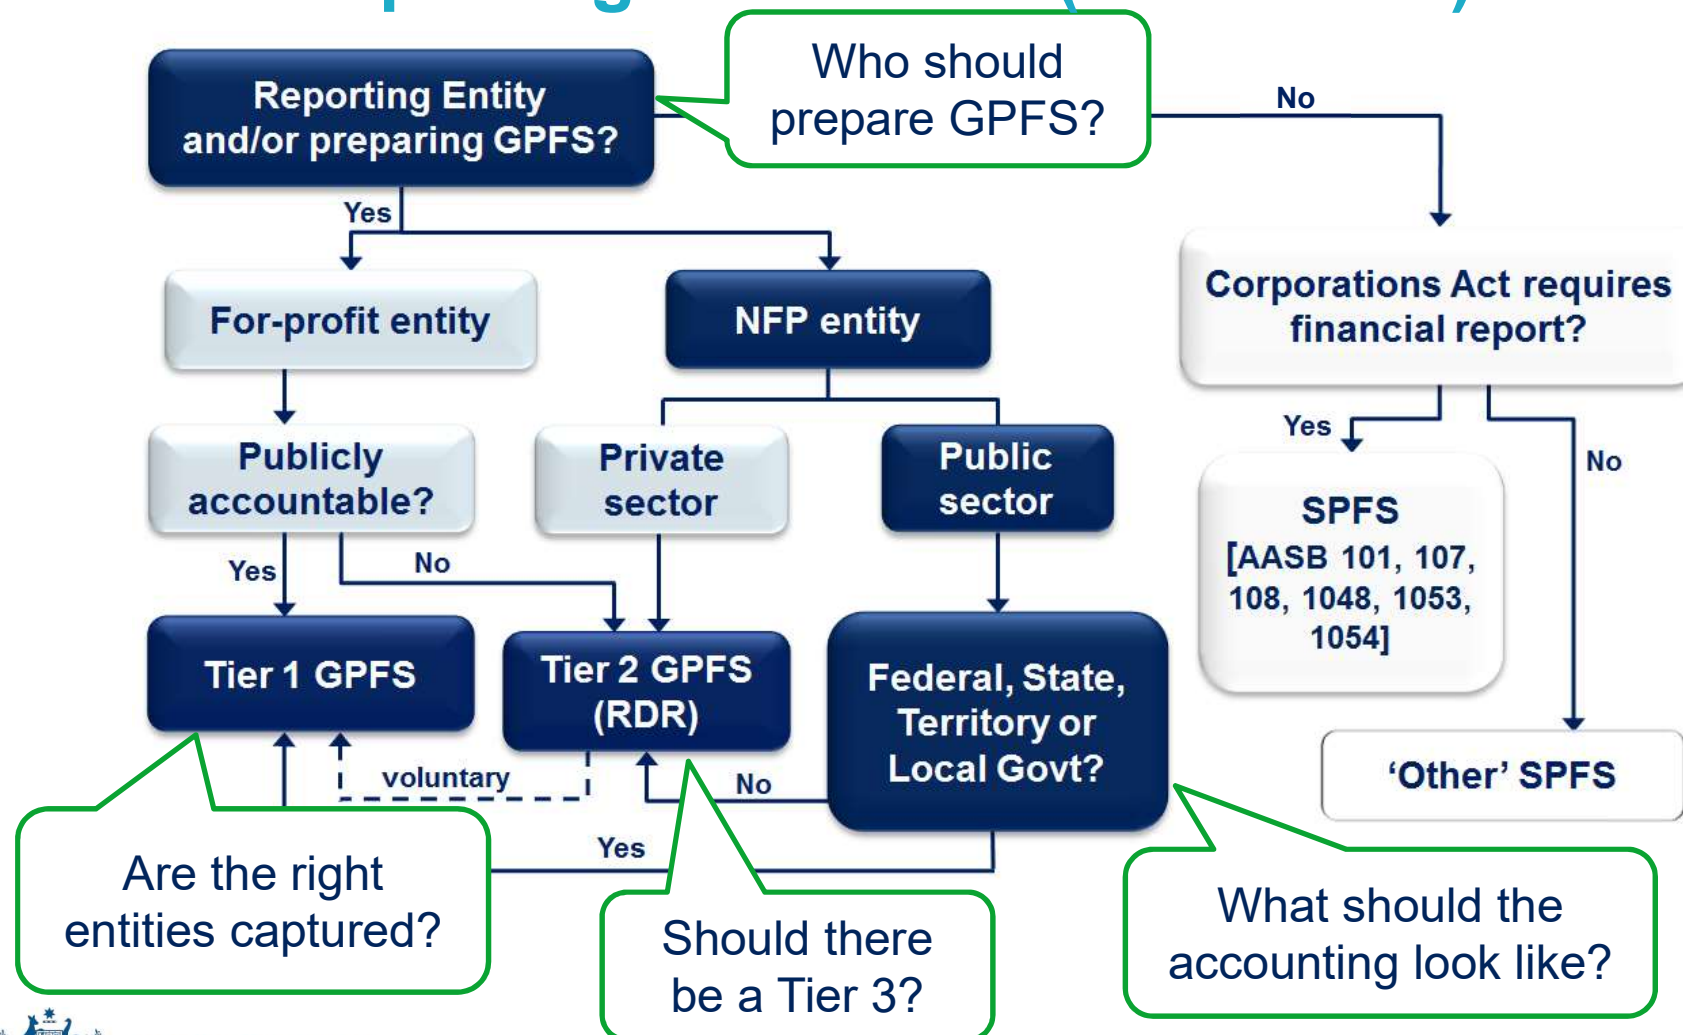 Who should
prepare GPFS?
Reporting Entity
and/or preparing GPFS?
No
Yes
For-profit entity
NFP entity
Corporations Act requires
financial report?
Publicly
accountable?
Private
sector
Public
sector
Yes
No
Yes
No
SPFS
[AASB 101, 107,
108, 1048, 1053,
1054]
Tier 1 GPFS
Tier 2 GPFS
(RDR)
Federal, State,
Territory or
Local Govt?
voluntary
No
Yes
‘Other’ SPFS
Are the right
entities captured?
Should there
be a Tier 3?
What should the
accounting look like?